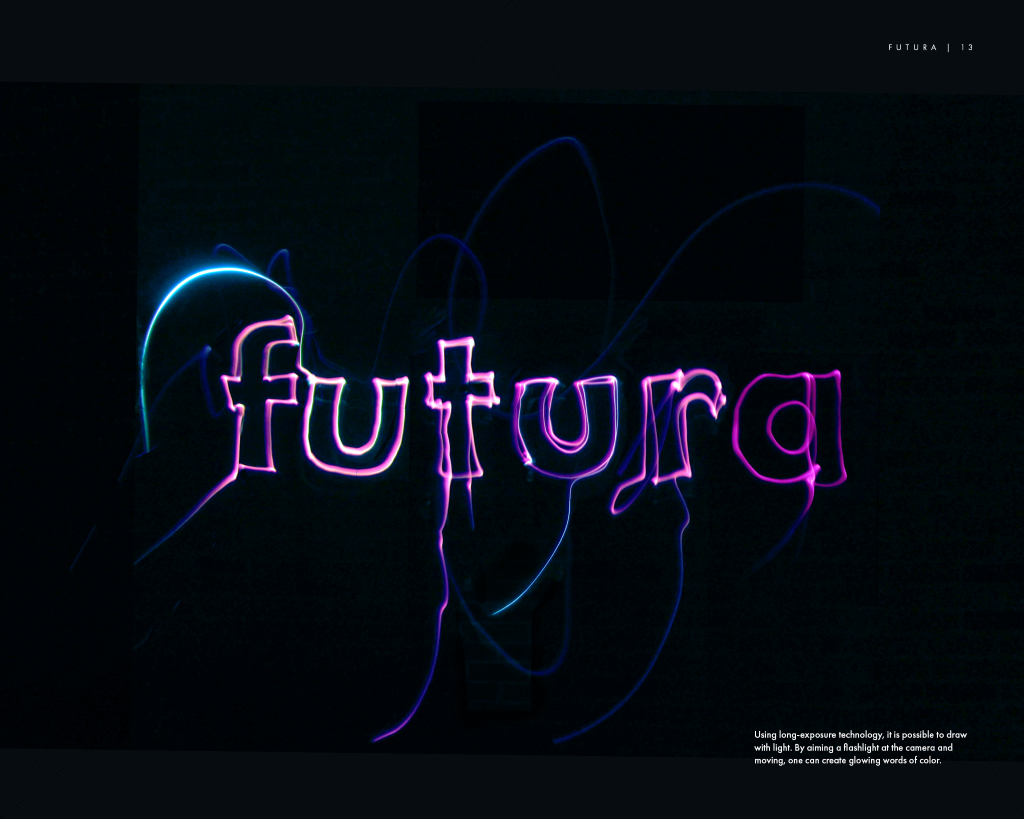 FUTURA | 13
futura
Using long-exposure technology, it is possible to draw
with light. By aiming a flashlight at the camera and
moving, one can create glowing words of color.